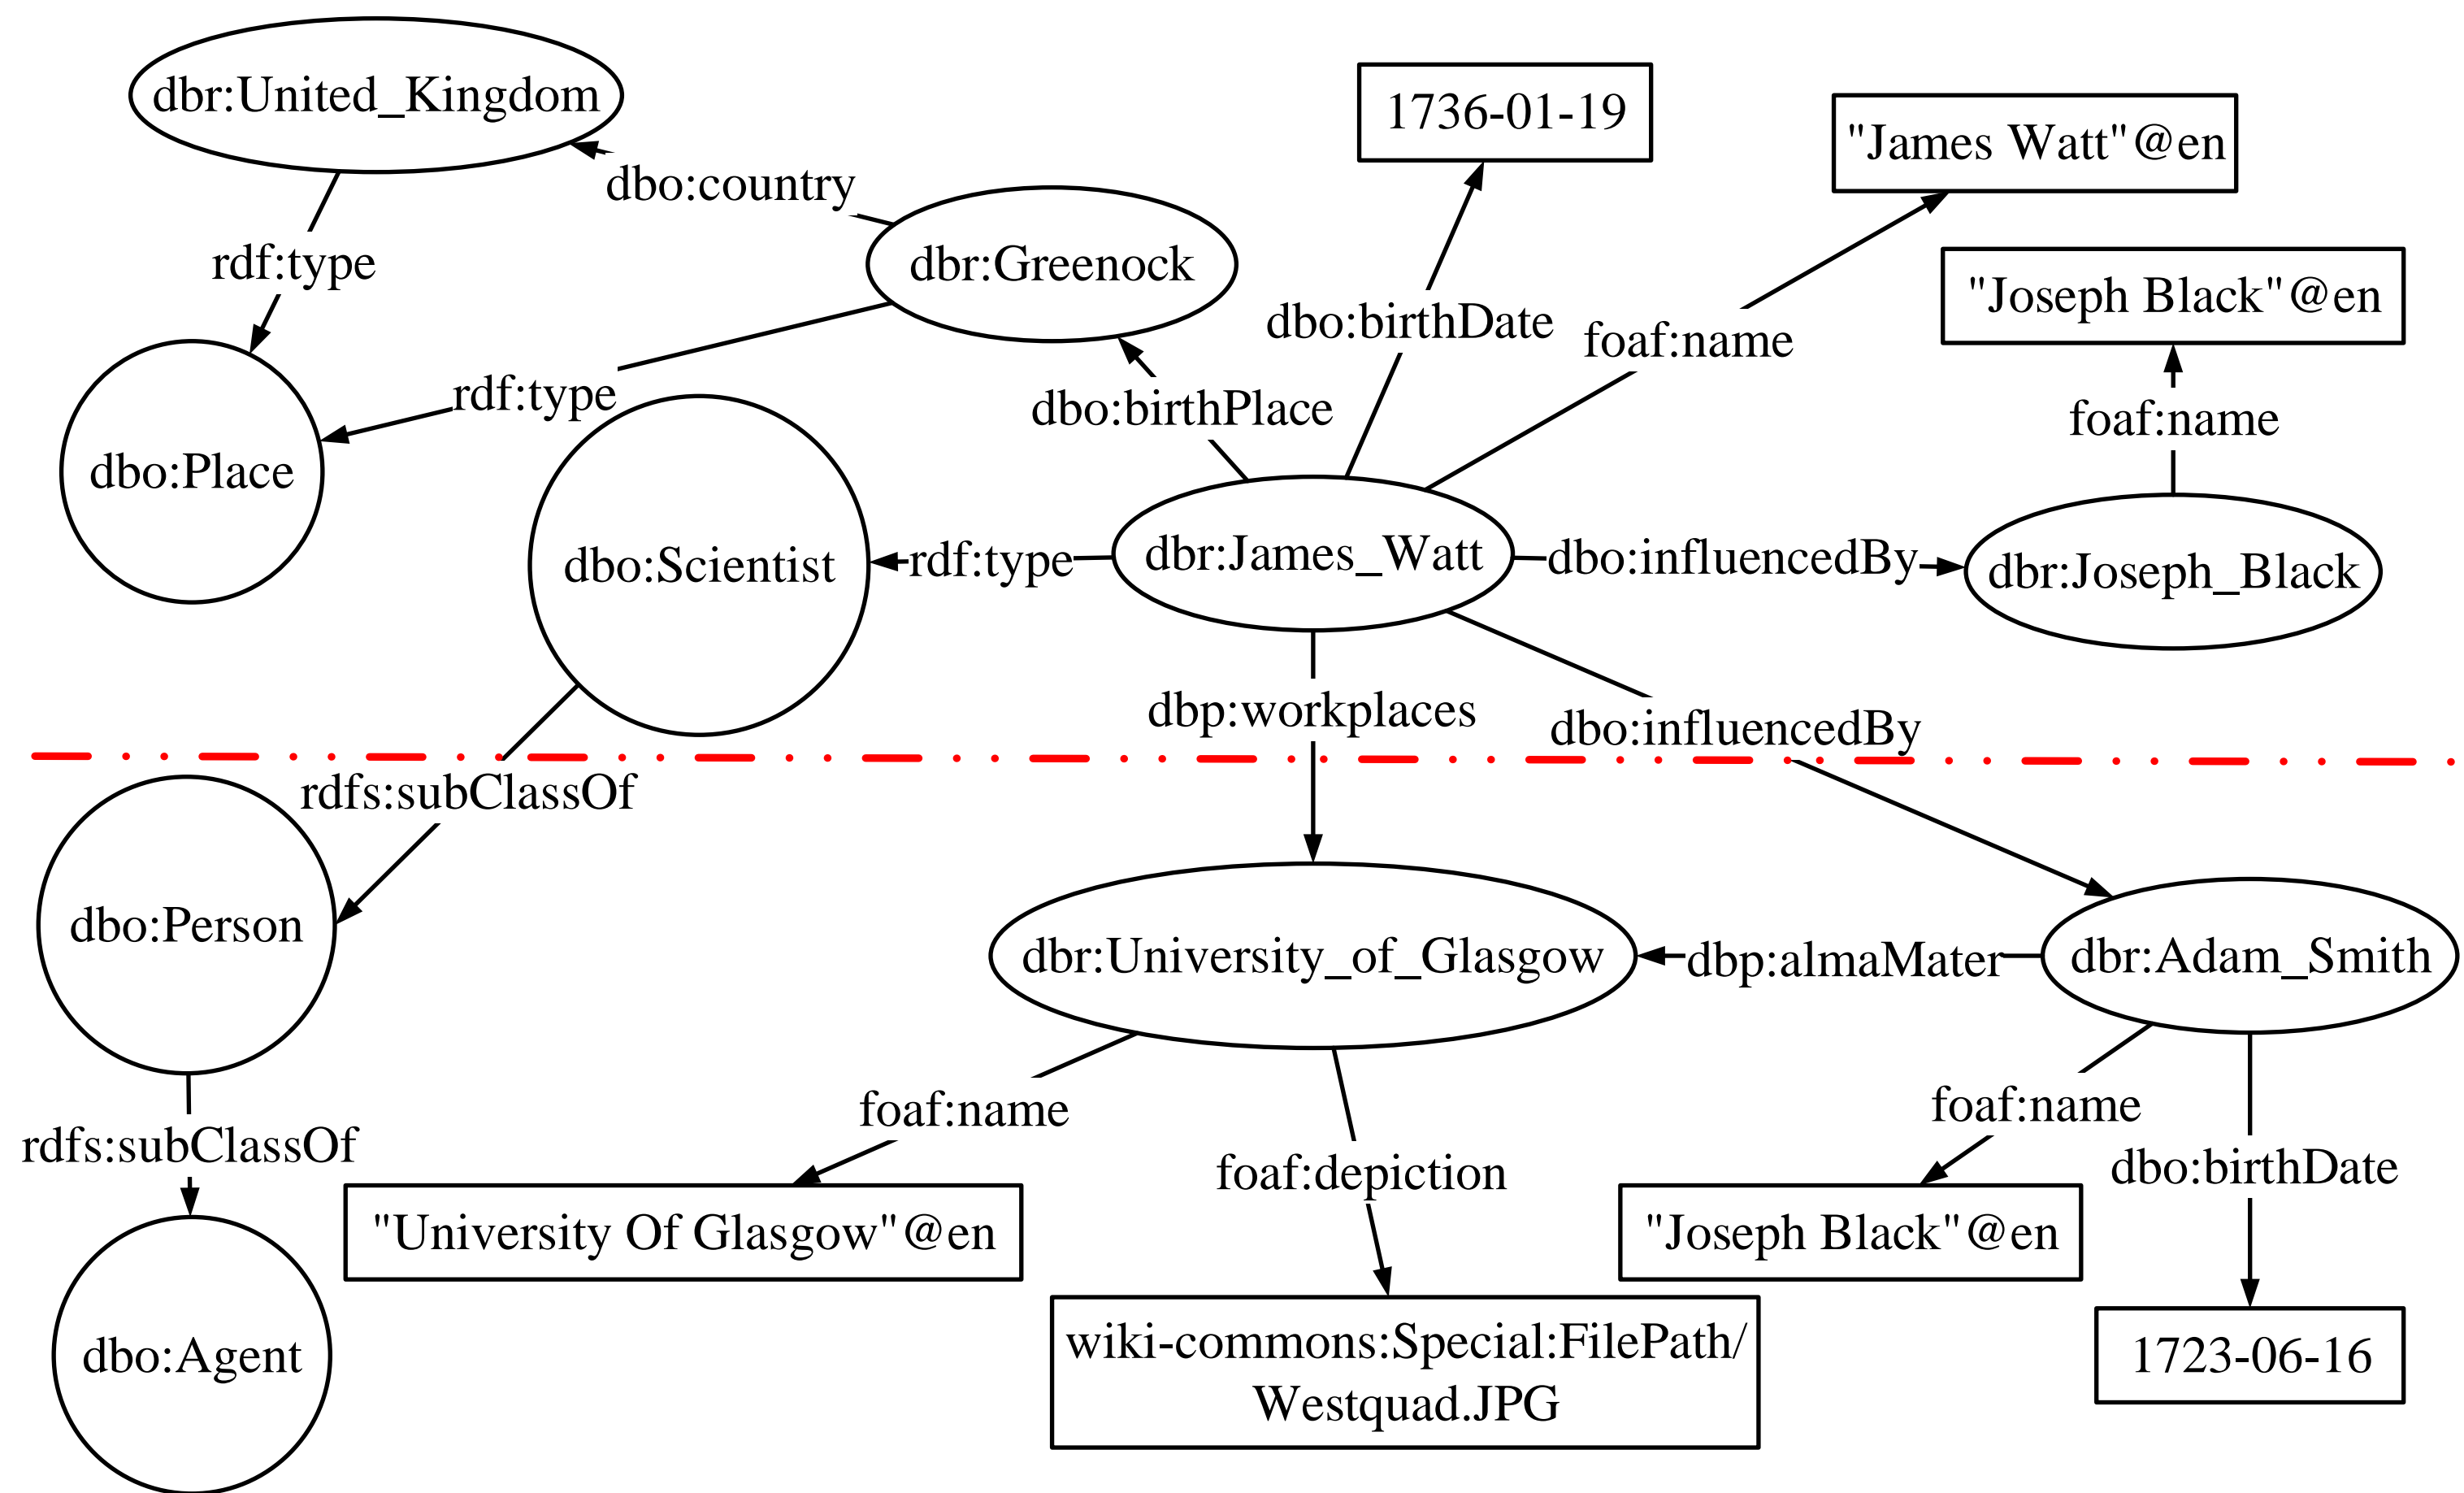 dbr:United_Kingdom
1736-01-19
"James Watt"@en
dbo:country
rdf:type
dbr:Greenock
"Joseph Black"@en
dbo:birthDate
foaf:name
rdf:type
dbo:birthPlace
foaf:name
dbo:Place
dbo:Scientist
rdf:type
dbr:James_Watt
dbo:influencedBy
dbr:Joseph_Black
dbp:workplaces
dbo:influencedBy
rdfs:subClassOf
dbo:Person
dbr:University_of_Glasgow
dbp:almaMater
dbr:Adam_Smith
foaf:name
foaf:name
rdfs:subClassOf
foaf:depiction
dbo:birthDate
"University Of Glasgow"@en
"Joseph Black"@en
dbo:Agent
wiki-commons:Special:FilePath/
Westquad.JPG
1723-06-16